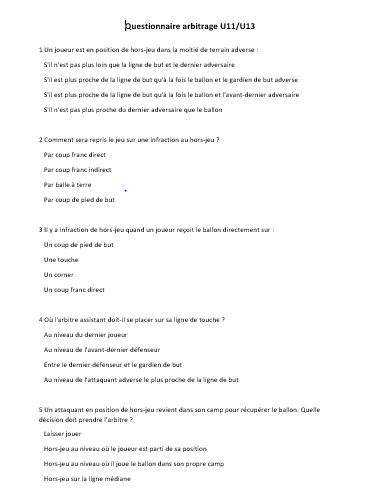 Questionnaire arbitrage U11/U13
1 Un joueur est en position de hors-jeu dans la moitié de terrain adverse :
S'il n'est pas plus loin que la ligne de but et le dernier adversaire
S'il est plus proche de la ligne de but qu'à la fois le ballon et le gardien de but adverse
S'il est plus proche de la ligne de but qu'à la fois le ballon et l'avant-dernier adversaire
S'il n'est pas plus proche du dernier adversaire que le ballon
2 Comment sera repris le jeu sur une infraction au hors-jeu ?
Par coup franc direct
Par coup franc indirect
Par balle à terre
Par coup de pied de but
3 Il y a infraction de hors-jeu quand un joueur reçoit le ballon directement sur :
Un coup de pied de but
Une touche
Un corner
Un coup franc direct
4 Où l'arbitre assistant doit-il se placer sur sa ligne de touche ?
Au niveau du dernier joueur
Au niveau de l'avant-dernier défenseur
Entre le dernier défenseur et le gardien de but
Au niveau de l'attaquant adverse le plus proche de la ligne de but
5 Un attaquant en position de hors-jeu revient dans son camp pour récupérer le ballon. Quelle
décision doit prendre l'arbitre ?
Laisser jouer
Hors-jeu au niveau où le joueur est parti de sa position
Hors-jeu au niveau où il joue le ballon dans son propre camp
Hors-jeu sur la ligne médiane